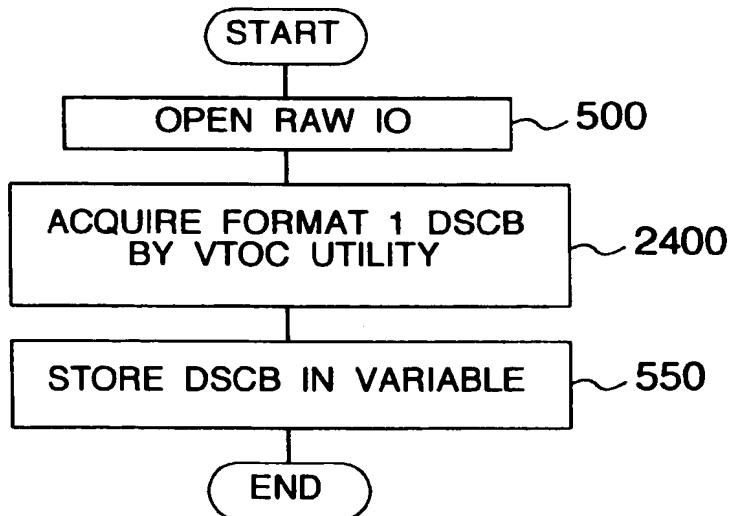 START
OPEN RAW IO
500
ACQUIRE FORMAT 1 DSCB
BY VTOC UTILITY
2400
STORE DSCB IN VARIABLE
550
END